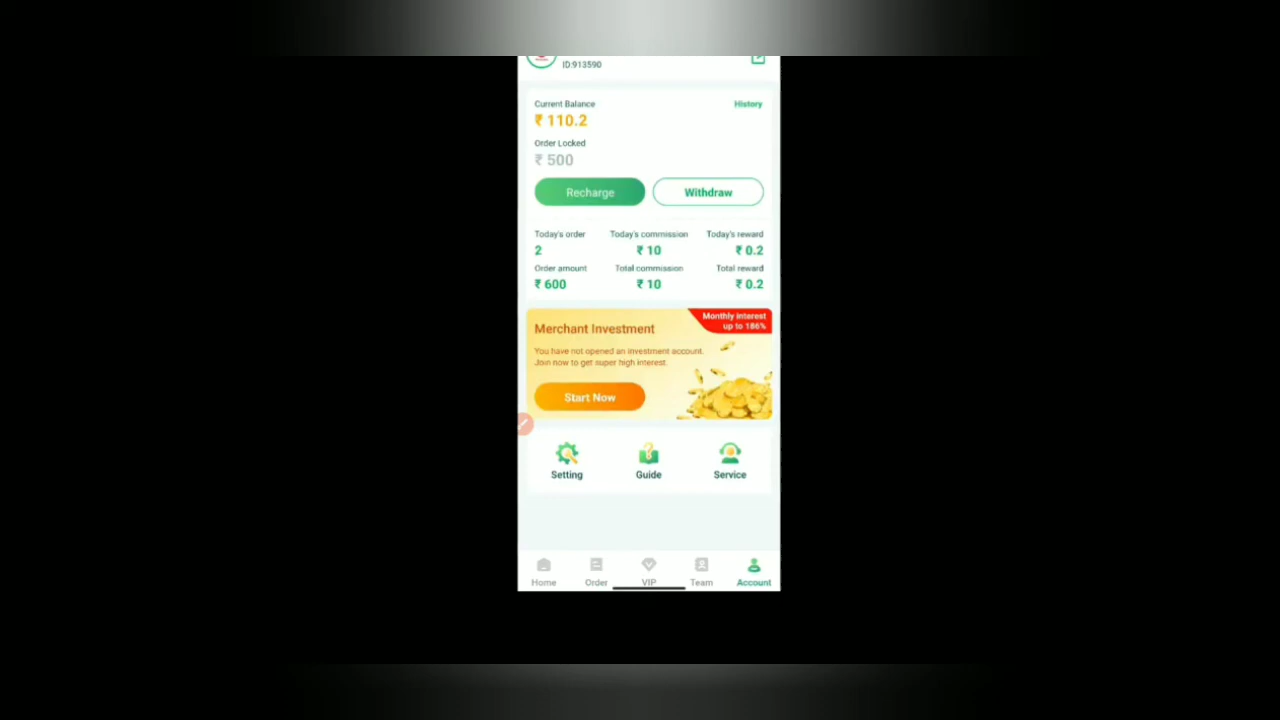 ID:913590
Current Balance
History
₹ 110.2
Order Locked
₹ 500
Recharge
Withdraw
Today's order
Today's commission
Today's reward
2
₹ 10
₹ 0.2
Order amount
Total commission
Total reward
₹ 600
₹ 10
₹ 0.2
Monthly interest
up to 186%
Merchant Investment
You have not opened an investment account.
Join now to get super high interest.
Start Now
Setting
Guide
Service
Home
Order
VIP
Team
Account